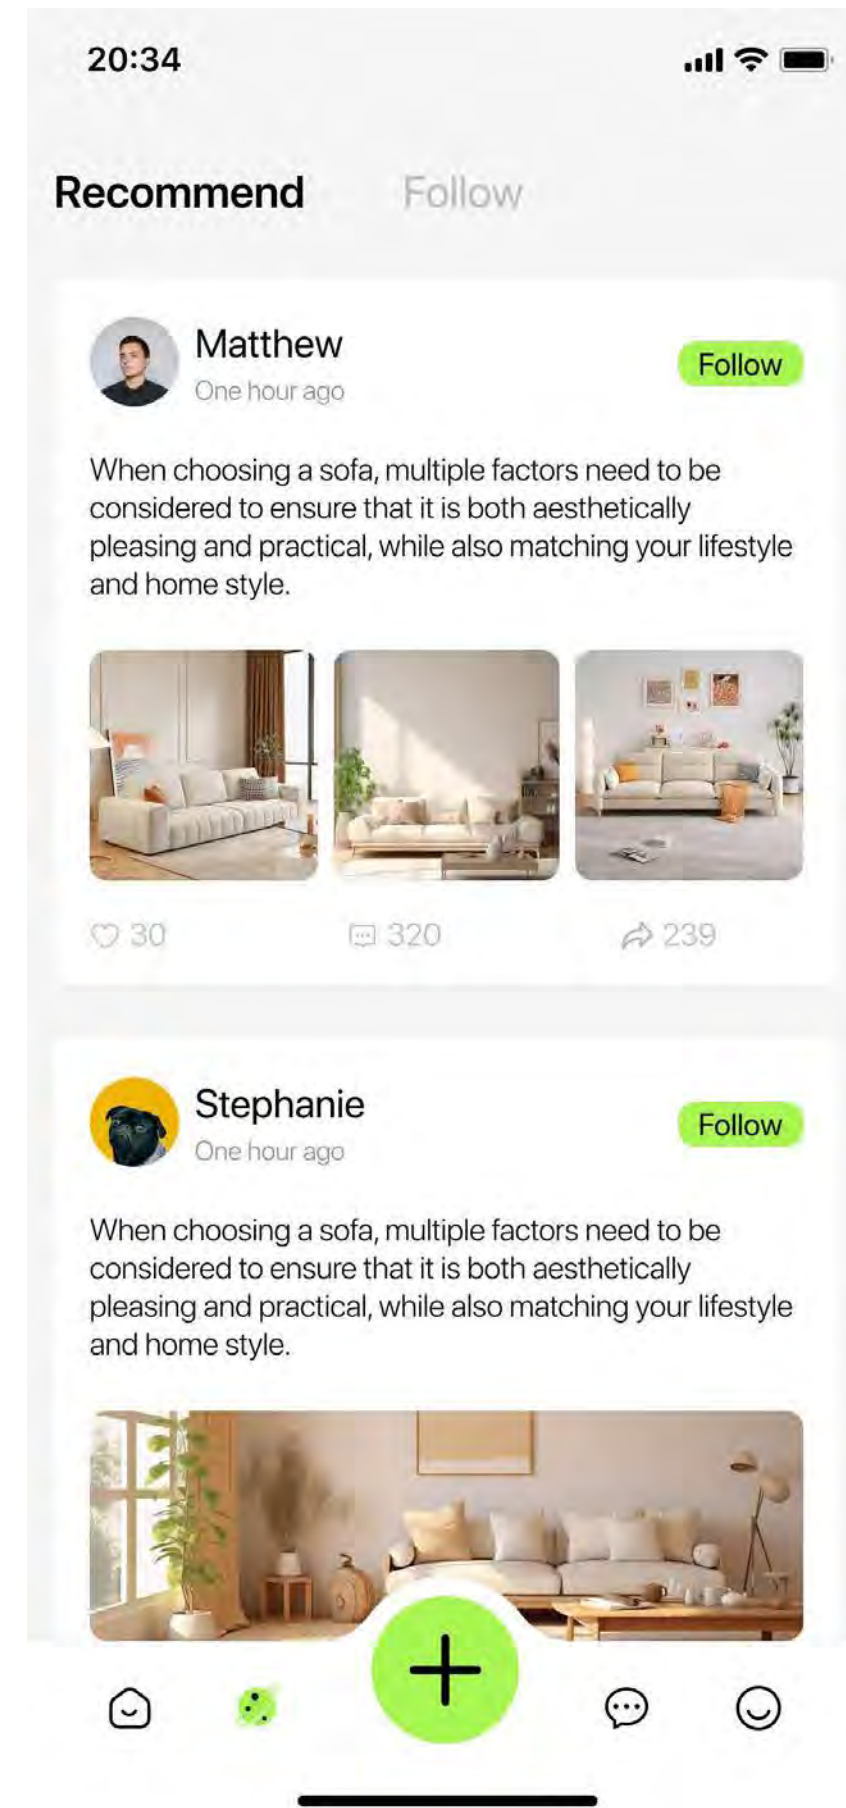 20:34
Recommend Follow
Matthew
One hour ago
Follow
When choosing a sofa, multiple factors need to be
considered to ensure that it is both aesthetically
pleasing and practical, while also matching your lifestyle
and home style.
30 320 239
Stephanie
One hour ago
Follow
When choosing a sofa, multiple factors need to be
considered to ensure that it is both aesthetically
pleasing and practical, while also matching your lifestyle
and home style.